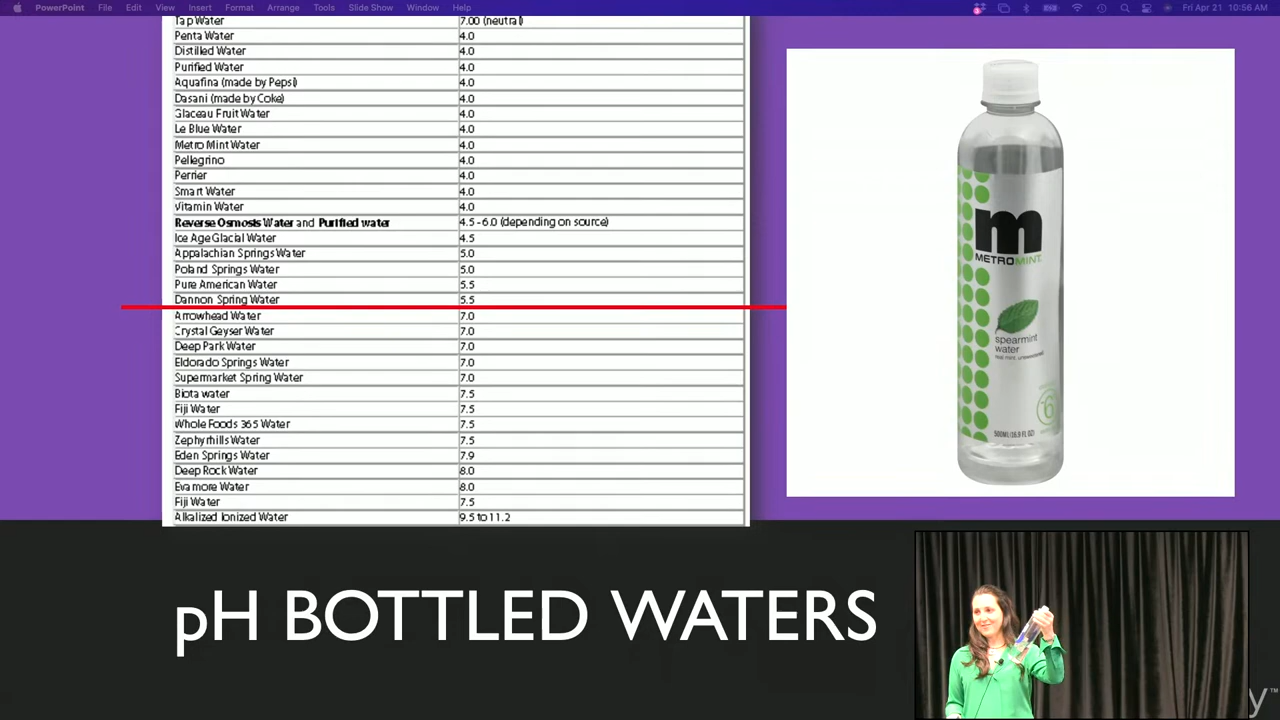 PowerPoint File Edit View Insert Format Arrange Tools Slide Show Window Help Fri Apr 21 10:56 AM
Tap Water 7.00 (neutral)
Penta Water 4.0
Distilled Water 4.0
Purified Water 4.0
Aquafina (made by Pepsi) 4.0
Dasani (made by Coke) 4.0
Glaceau Fruit Water 4.0
Le Blue Water 4.0
Metro Mint Water 4.0
Pellegrino 4.0
Perrier 4.0
Smart Water 4.0
Vitamin Water 4.0
Reverse Osmosis Water and Purified water 4.5 - 6.0 (depending on source)
Ice Age Glacial Water 4.5
Appalachian Springs Water 5.0
Poland Springs Water 5.0
Pure American Water 5.5
Dannon Spring Water 5.5
Arrowhead Water 7.0
Crystal Geyser Water 7.0
Deep Park Water 7.0
Eldorado Springs Water 7.0
Supermarket Spring Water 7.0
Biota water 7.5
Fiji Water 7.5
Whole Foods 365 Water 7.5
Zephyrhills Water 7.5
Eden Springs Water 7.9
Deep Rock Water 8.0
Evamore Water 8.0
Fiji Water 7.5
Alkalized Ionized Water 9.5 to 11.2
m
METROMINT
spearmint
water
500ML (16.9 FL OZ)
pH BOTTLED WATERS
y™